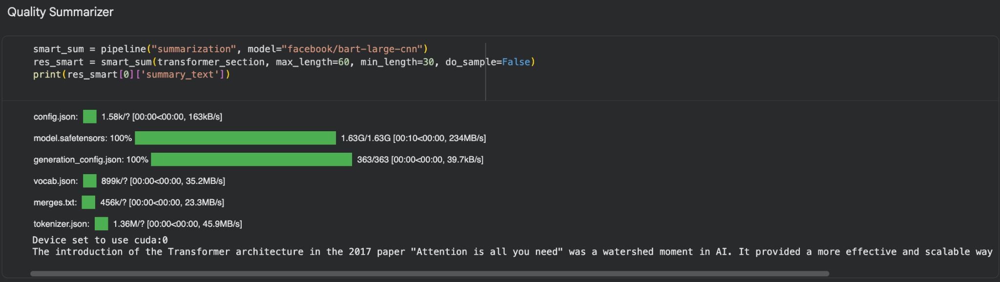 Quality Summarizer
smart_sum = pipeline("summarization", model="facebook/bart-large-cnn")
res_smart = smart_sum(transformer_section, max_length=60, min_length=30, do_sample=False)
print(res_smart[0]['summary_text'])
config.json: 1.58k/? [00:00<00:00, 163kB/s]
model.safetensors: 100% 1.63G/1.63G [00:10<00:00, 234MB/s]
generation_config.json: 100% 363/363 [00:00<00:00, 39.7kB/s]
vocab.json: 899k/? [00:00<00:00, 35.2MB/s]
merges.txt: 456k/? [00:00<00:00, 23.3MB/s]
tokenizer.json: 1.36M/? [00:00<00:00, 45.9MB/s]
Device set to use cuda:0
The introduction of the Transformer architecture in the 2017 paper "Attention is all you need" was a watershed moment in AI. It provided a more effective and scalable way